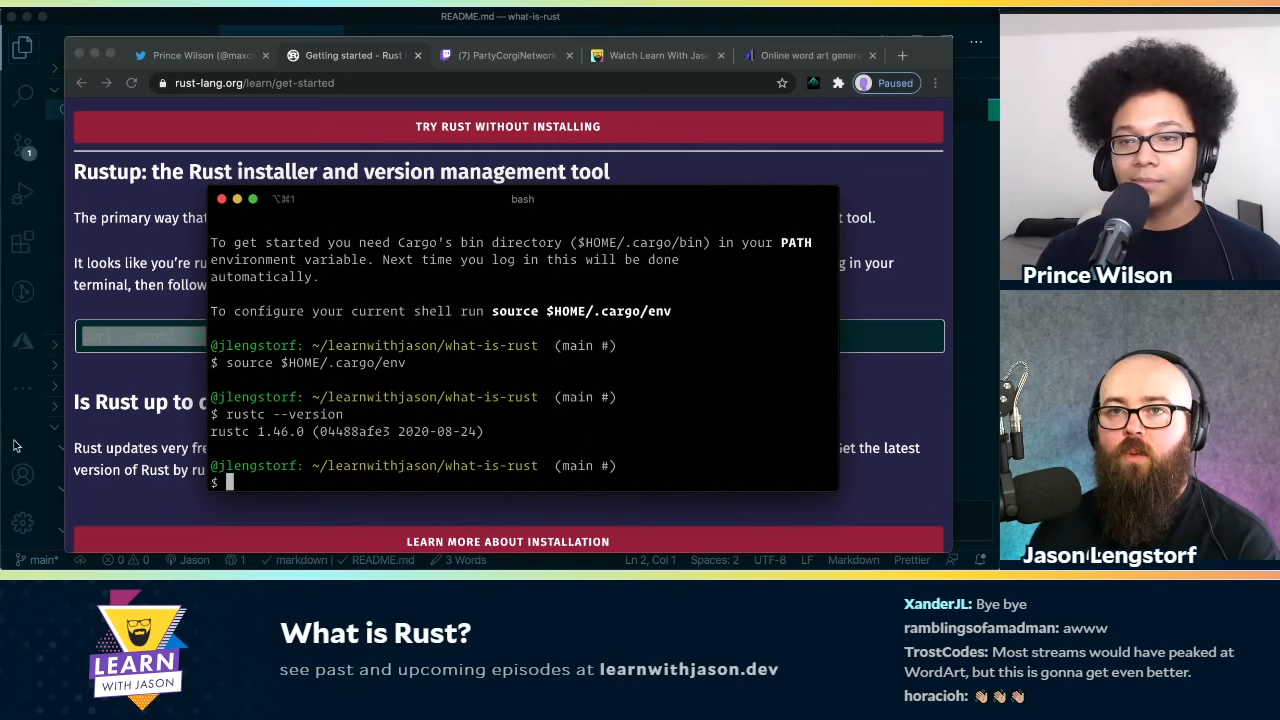 README.md — what-is-rust
Prince Wilson (@maxc
Getting started - Rust
(7) PartyCorgiNetwork
Watch Learn With Jas
Online word art genera
rust-lang.org/learn/get-started
Paused
TRY RUST WITHOUT INSTALLING
Rustup: the Rust installer and version management tool
The primary way that
t tool.
It looks like you're ru
g in your
terminal, then follow
bash
To get started you need Cargo's bin directory ($HOME/.cargo/bin) in your PATH
environment variable. Next time you log in this will be done
automatically.
To configure your current shell run source $HOME/.cargo/env
@jlengstorf: ~/learnwithjason/what-is-rust (main #)
$ source $HOME/.cargo/env
@jlengstorf: ~/learnwithjason/what-is-rust (main #)
$ rustc --version
rustc 1.46.0 (04488afe3 2020-08-24)
@jlengstorf: ~/learnwithjason/what-is-rust (main #)
$
Is Rust up to d
Rust updates very fre
Get the latest
version of Rust by ru
LEARN MORE ABOUT INSTALLATION
1
main*
0 0
Jason
1
markdown
README.md
3 Words
Ln 2, Col 1
Spaces: 2
UTF-8
LF
Markdown
Prettier
Prince Wilson
Jason Lengstorf
LEARN
WITH JASON
What is Rust?
see past and upcoming episodes at learnwithjason.dev
XanderJL: Bye bye
ramblingsofamadman: awww
TrostCodes: Most streams would have peaked at
WordArt, but this is gonna get even better.
horacioh: 👏🏽👏🏽👏🏽